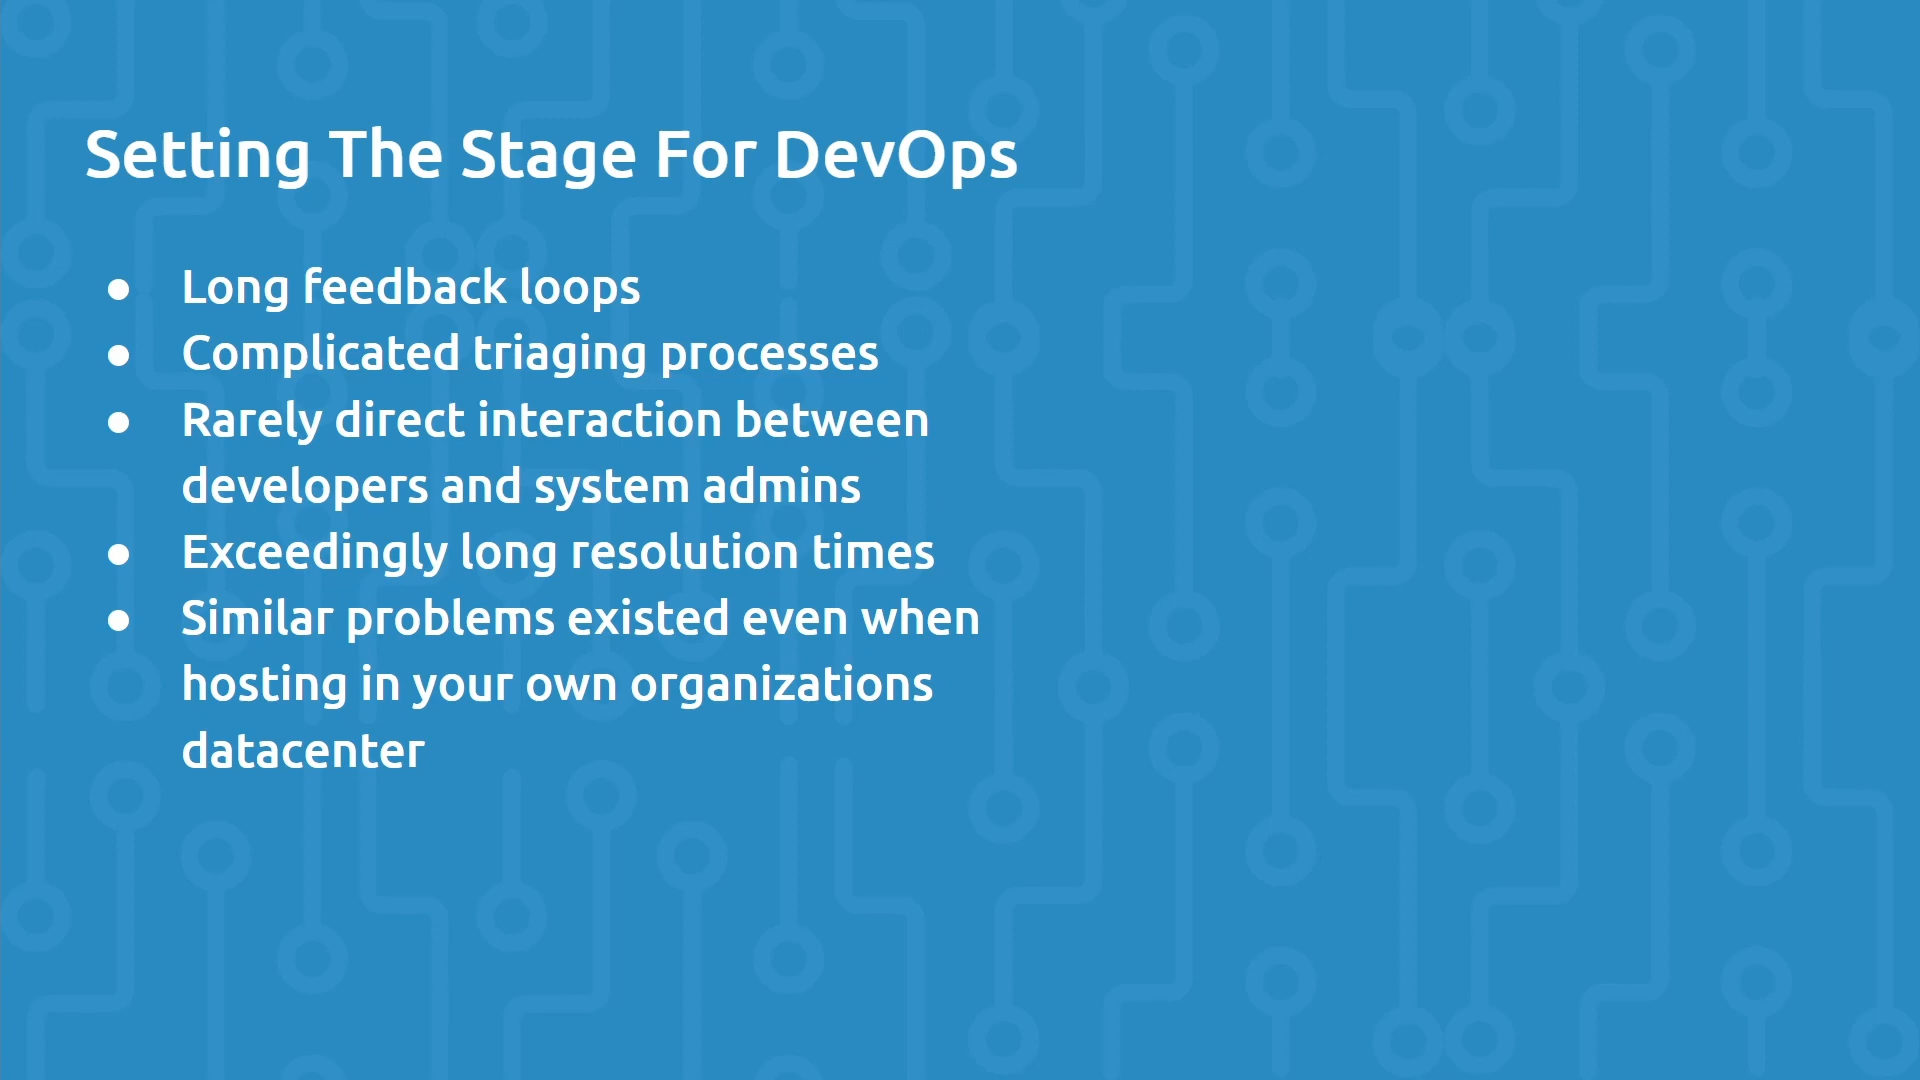 Setting The Stage For DevOps
● Long feedback loops
● Complicated triaging processes
● Rarely direct interaction between
developers and system admins
● Exceedingly long resolution times
● Similar problems existed even when
hosting in your own organizations
datacenter